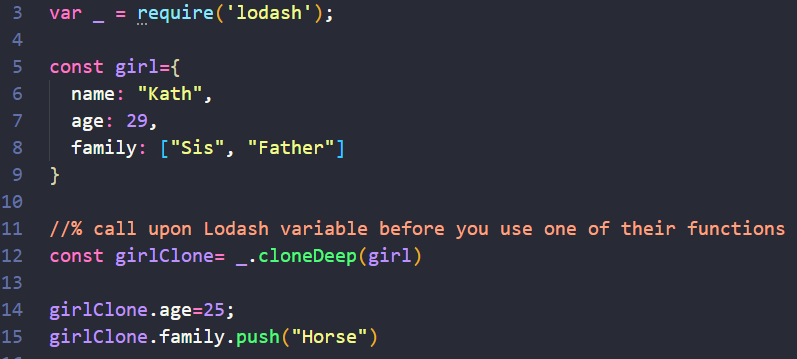 3 var _ = require('lodash');
4
5 const girl={
6 name: "Kath",
7 age: 29,
8 family: ["Sis", "Father"]
9 }
10
11 //% call upon Lodash variable before you use one of their functions
12 const girlClone= _.cloneDeep(girl)
13
14 girlClone.age=25;
15 girlClone.family.push("Horse")